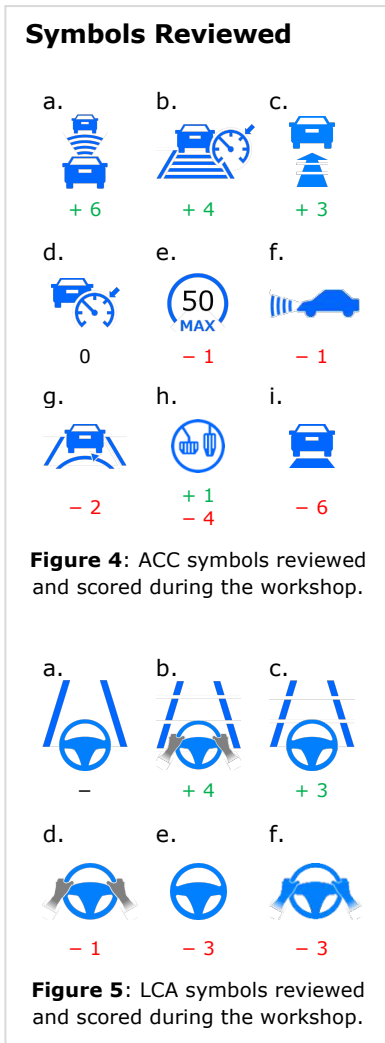 Symbols Reviewed
a. b. c.
+ 6 + 4 + 3
d. e. f.
50
MAX
0 − 1 − 1
g. h. i.
− 2 + 1 − 6
− 4
Figure 4: ACC symbols reviewed
and scored during the workshop.
a. b. c.
– + 4 + 3
d. e. f.
− 1 − 3 − 3
Figure 5: LCA symbols reviewed
and scored during the workshop.